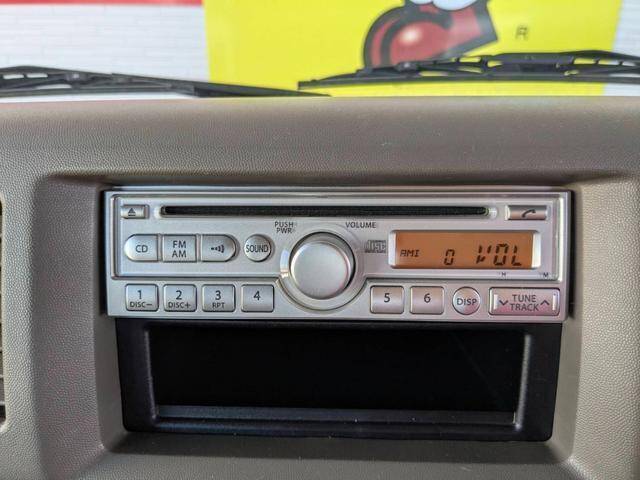 R
PUSH
PWR
VOLUME
CD
FM
AM
SOUND
DISC
AM1 0 VOL
H M
1
DISC–
2
DISC+
3
RPT
4
5
6
DISP
TUNE
TRACK